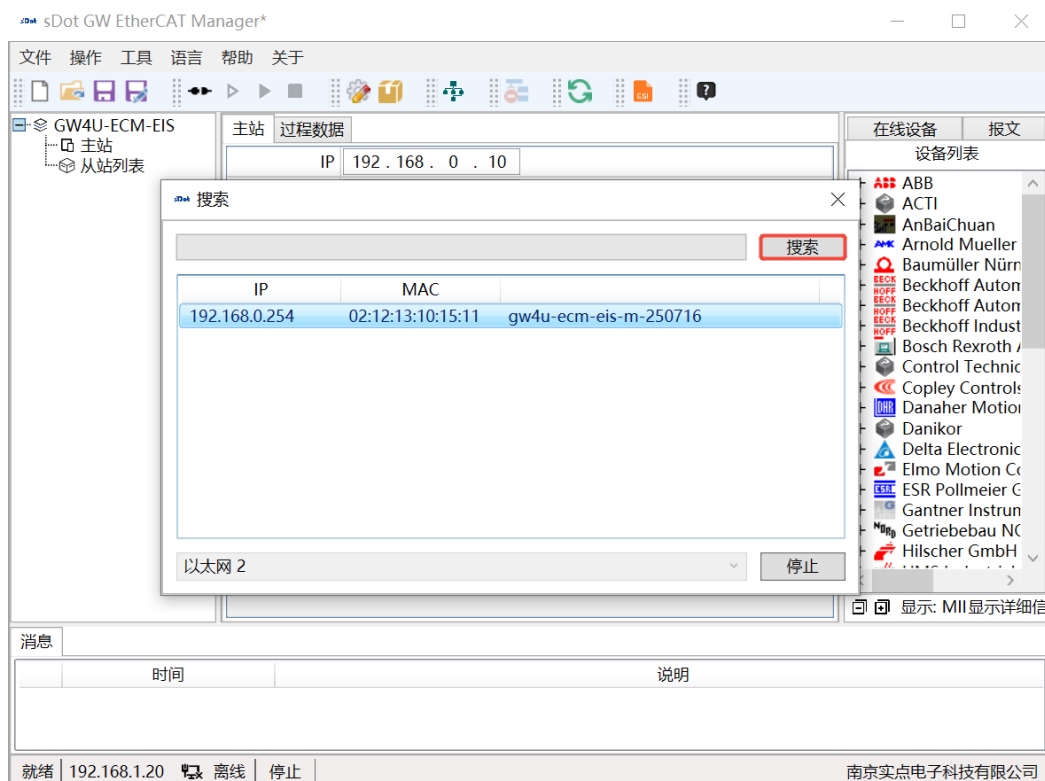 sDot GW EtherCAT Manager*
文件 操作 工具 语言 帮助 关于
ESI
GW4U-ECM-EIS
主站
从站列表
主站 过程数据
IP 192 . 168 . 0 . 10
在线设备 报文
设备列表
ABB
ACTI
AnBaiChuan
Arnold Mueller
Baumüller Nürn
Beckhoff Autom
Beckhoff Autom
Beckhoff Indust
Bosch Rexroth
Control Technic
Copley Controls
Danaher Motion
Danikor
Delta Electronic
Elmo Motion Co
ESR Pollmeier G
Gantner Instrum
Getriebebau NO
Hilscher GmbH
显示: MII显示详细信
sDot 搜索
搜索
IP MAC
192.168.0.254 02:12:13:10:15:11 gw4u-ecm-eis-m-250716
以太网 2 停止
消息
时间 说明
就绪 192.168.1.20 离线 停止 南京实点电子科技有限公司